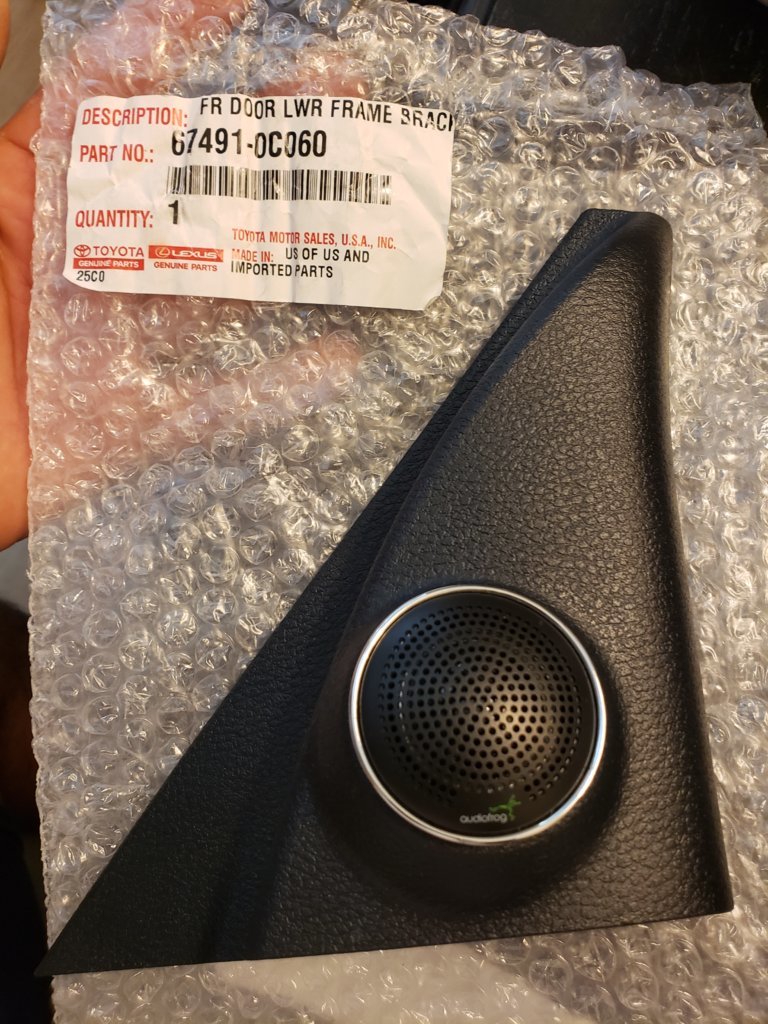 DESCRIPTION: FR DOOR LWR FRAME BRAC
PART NO.: 67491-0C060
QUANTITY: 1
TOYOTA MOTOR SALES, U.S.A., INC.
TOYOTA LEXUS MADE IN: US OF US AND
GENUINE PARTS GENUINE PARTS IMPORTED PARTS
25C0
audiofrog